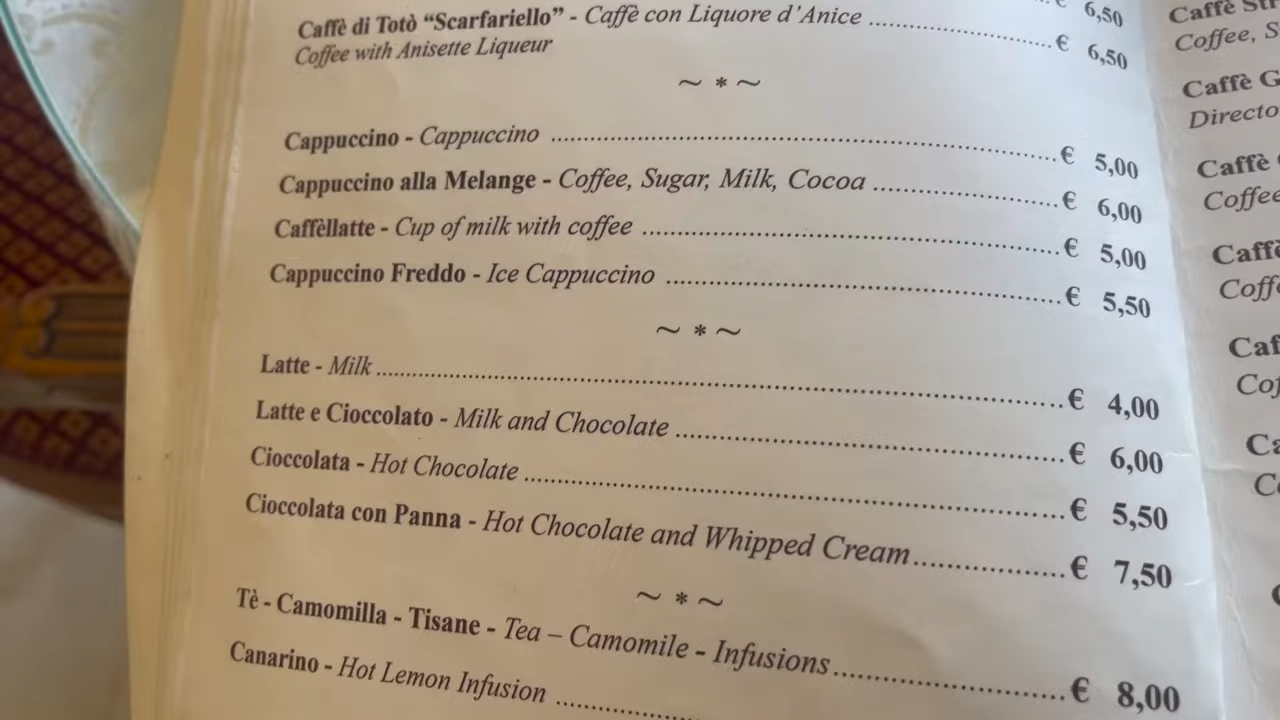 € 6,50
Caffè di Totò “Scarfariello” - Caffè con Liquore d’Anice ........................ € 6,50
Coffee with Anisette Liqueur
~ * ~
Cappuccino - Cappuccino ........................ € 5,00
Cappuccino alla Melange - Coffee, Sugar, Milk, Cocoa ........................ € 6,00
Caffèllatte - Cup of milk with coffee ........................ € 5,00
Cappuccino Freddo - Ice Cappuccino ........................ € 5,50
~ * ~
Latte - Milk ........................ € 4,00
Latte e Cioccolato - Milk and Chocolate ........................ € 6,00
Cioccolata - Hot Chocolate ........................ € 5,50
Cioccolata con Panna - Hot Chocolate and Whipped Cream ........................ € 7,50
~ * ~
Tè - Camomilla - Tisane - Tea – Camomile - Infusions ........................ € 8,00
Canarino - Hot Lemon Infusion ........................
Caffè
Coffee,
Caffè
Caffè
Coffee